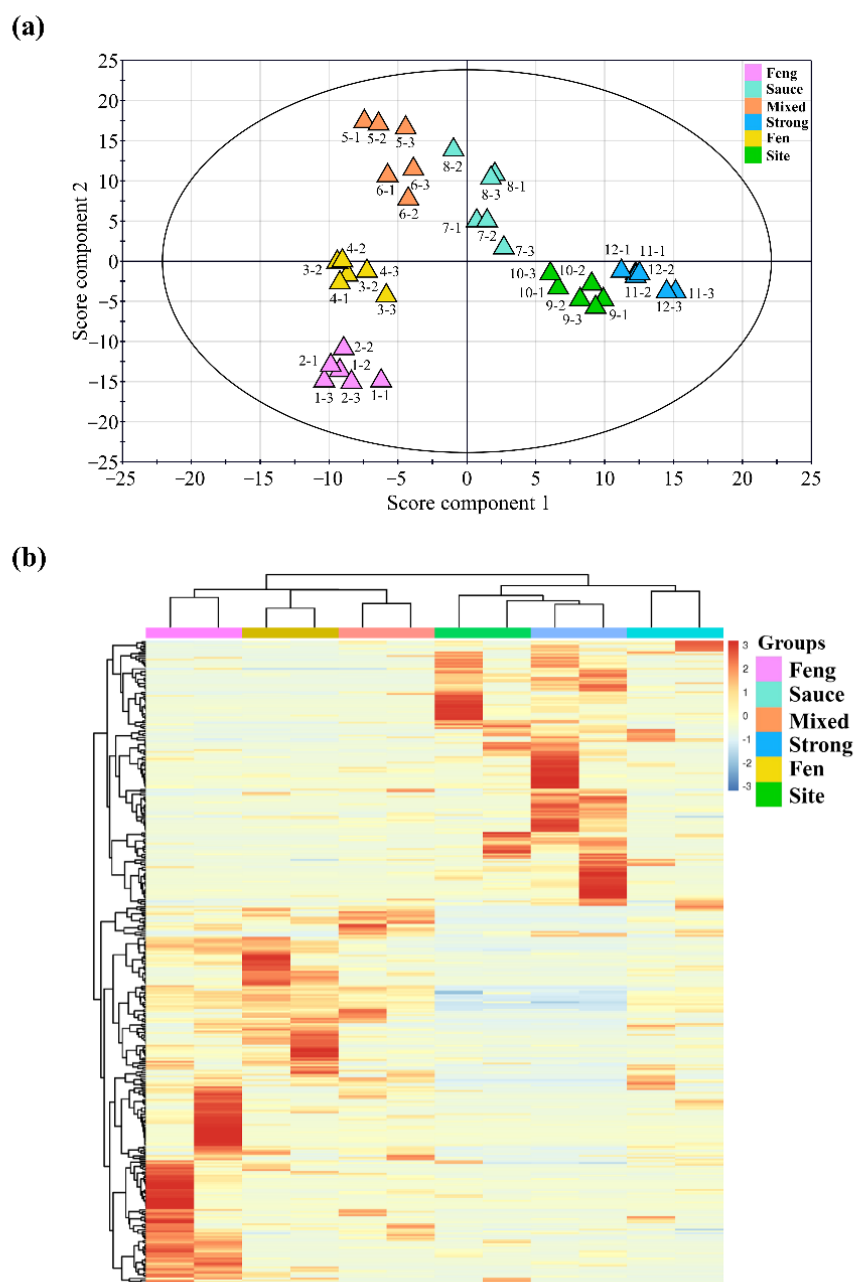 (a)
25
20
15
10
5
0
−5
−10
−15
−20
−25
Score component 2
−25 −20 −15 −10 −5 0 5 10 15 20 25
Score component 1
Feng
Sauce
Mixed
Strong
Fen
Site
5-1 5-2 5-3
8-2
6-1 6-3 8-3 8-1
6-2
7-1 7-2
7-3
4-2
3-2 4-3
4-1 3-2
3-3
10-3 10-2 12-1 11-1
12-2
10-1 11-2
9-2 9-1 12-3 11-3
9-3
2-2
2-1 1-2
1-3 2-3 1-1
(b)
3
2
1
0
-1
-2
-3
Groups
Feng
Sauce
Mixed
Strong
Fen
Site